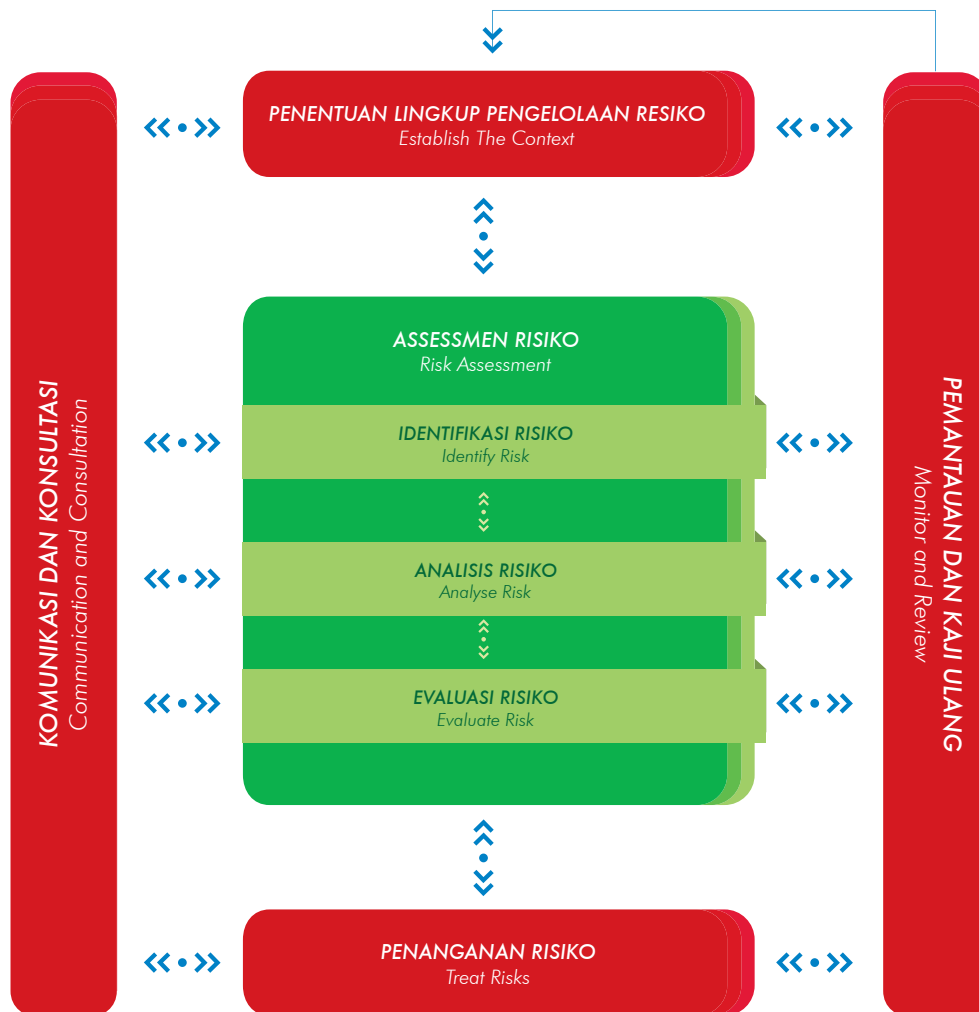 PENENTUAN LINGKUP PENGELOLAAN RESIKO
Establish The Context
KOMUNIKASI DAN KONSULTASI
Communication and Consultation
ASSESSMEN RISIKO
Risk Assessment
IDENTIFIKASI RISIKO
Identify Risk
ANALISIS RISIKO
Analyse Risk
EVALUASI RISIKO
Evaluate Risk
PEMANTAUAN DAN KAJI ULANG
Monitor and Review
PENANGANAN RISIKO
Treat Risks